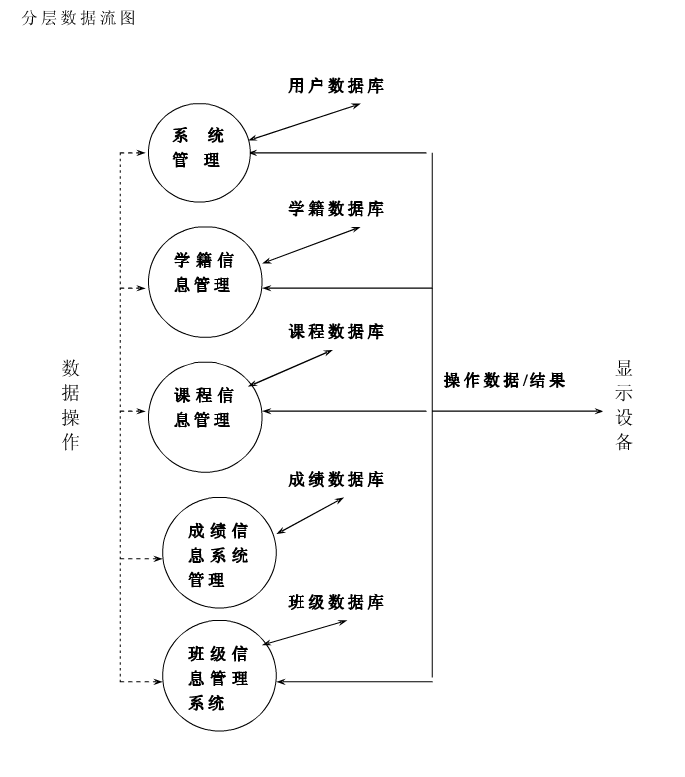 分层数据流图
用户数据库
系 统
管 理
学籍数据库
学籍信
息管理
课程数据库
课程信
息管理
数
据
操
作
操作数据/结果
显
示
设
备
成绩数据库
成绩信
息系统
管理
班级数据库
班级信
息管理
系统